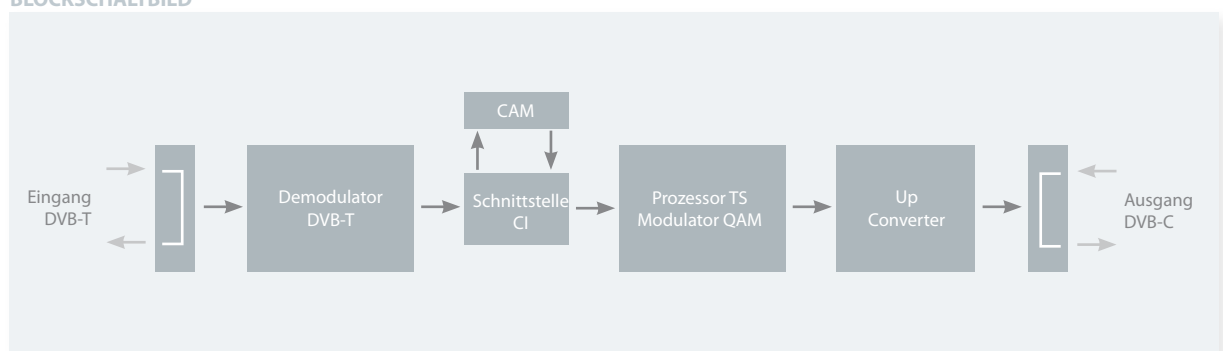 BLOCKSCHALTBILD
CAM
Eingang
DVB-T
Demodulator
DVB-T
Schnittstelle
CI
Prozessor TS
Modulator QAM
Up
Converter
Ausgang
DVB-C